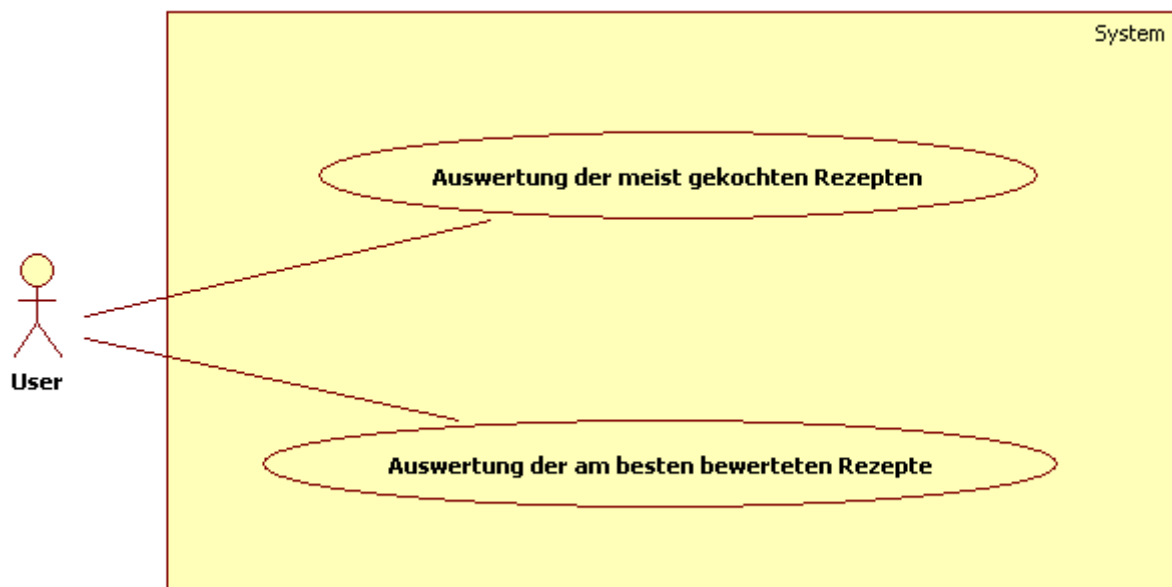 System
Auswertung der meist gekochten Rezepten
User
Auswertung der am besten bewerteten Rezepte